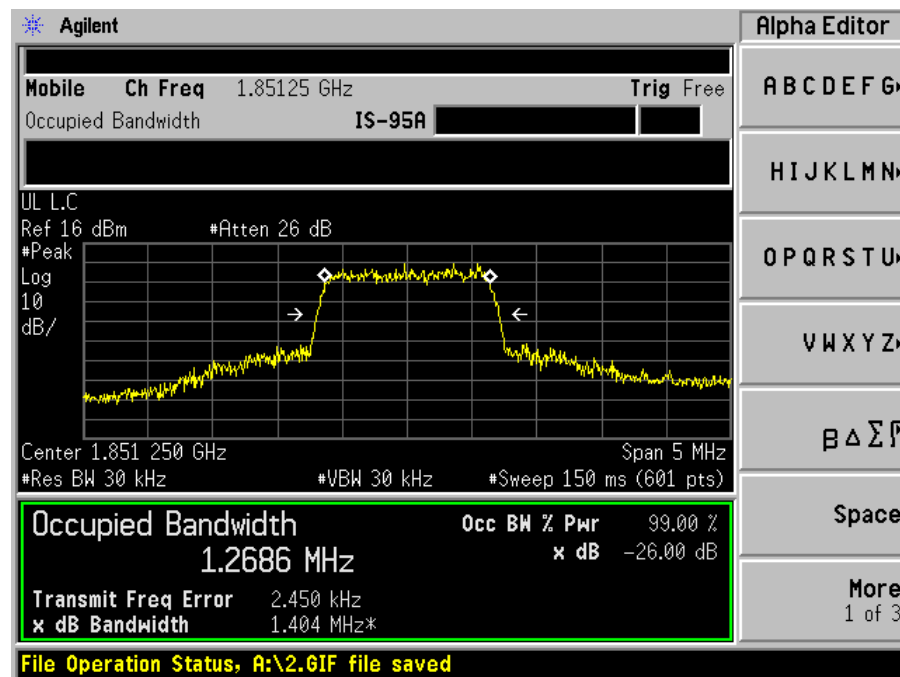 Agilent
Alpha Editor
Mobile Ch Freq 1.85125 GHz Trig Free
Occupied Bandwidth IS-95A
UL L.C
Ref 16 dBm #Atten 26 dB
#Peak
Log
10
dB/
Center 1.851 250 GHz Span 5 MHz
#Res BW 30 kHz #VBW 30 kHz #Sweep 150 ms (601 pts)
Occupied Bandwidth Occ BW % Pwr 99.00 %
1.2686 MHz x dB -26.00 dB
Transmit Freq Error 2.450 kHz
x dB Bandwidth 1.404 MHz*
File Operation Status, A:\2.GIF file saved
A B C D E F G
H I J K L M N
O P Q R S T U
V W X Y Z
β Δ Σ
Space
More
1 of 3